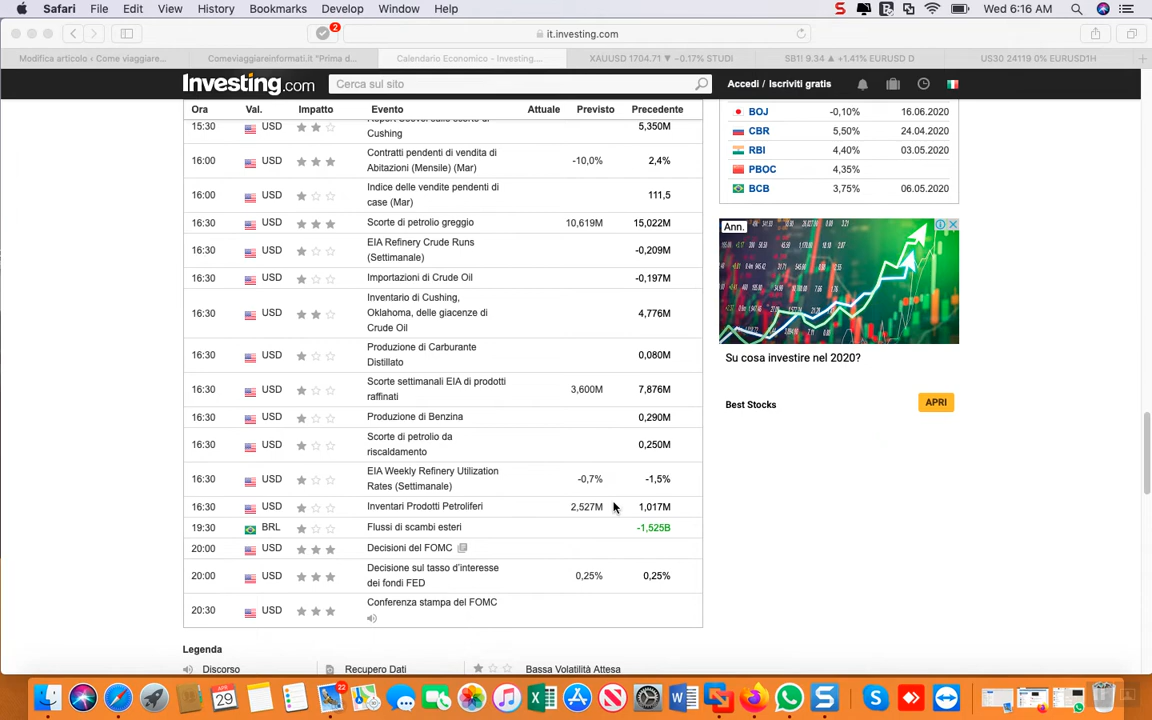 Safari File Edit View History Bookmarks Develop Window Help Wed 6:16 AM
2 it.investing.com
Modifica articolo ‹ Come viaggiare... Comeviaggiareinformati.it "Prima d... Calendario Economico - Investing.... XAUUSD 1704.71 ▼ −0.17% STUDI SB1! 9.34 ▲ +1.41% EURUSD D US30 24119 0% EURUSD1H
Investing.com Cerca sul sito Accedi / Iscriviti gratis
Ora Val. Impatto Evento Attuale Previsto Precedente
15:30 USD Cushing 5,350M
16:00 USD Contratti pendenti di vendita di
Abitazioni (Mensile) (Mar) -10,0% 2,4%
16:00 USD Indice delle vendite pendenti di
case (Mar) 111,5
16:30 USD Scorte di petrolio greggio 10,619M 15,022M
16:30 USD EIA Refinery Crude Runs
(Settimanale) -0,209M
16:30 USD Importazioni di Crude Oil -0,197M
16:30 USD Inventario di Cushing,
Oklahoma, delle giacenze di
Crude Oil 4,776M
16:30 USD Produzione di Carburante
Distillato 0,080M
16:30 USD Scorte settimanali EIA di prodotti
raffinati 3,600M 7,876M
16:30 USD Produzione di Benzina 0,290M
16:30 USD Scorte di petrolio da
riscaldamento 0,250M
16:30 USD EIA Weekly Refinery Utilization
Rates (Settimanale) -0,7% -1,5%
16:30 USD Inventari Prodotti Petroliferi 2,527M 1,017M
19:30 BRL Flussi di scambi esteri -1,525B
20:00 USD Decisioni del FOMC
20:00 USD Decisione sul tasso d'interesse
dei fondi FED 0,25% 0,25%
20:30 USD Conferenza stampa del FOMC
Legenda
Discorso Recupero Dati Bassa Volatilità Attesa
BOJ -0,10% 16.06.2020
CBR 5,50% 24.04.2020
RBI 4,40% 03.05.2020
PBOC 4,35%
BCB 3,75% 06.05.2020
Ann.
Su cosa investire nel 2020?
Best Stocks APRI
APR
29
22